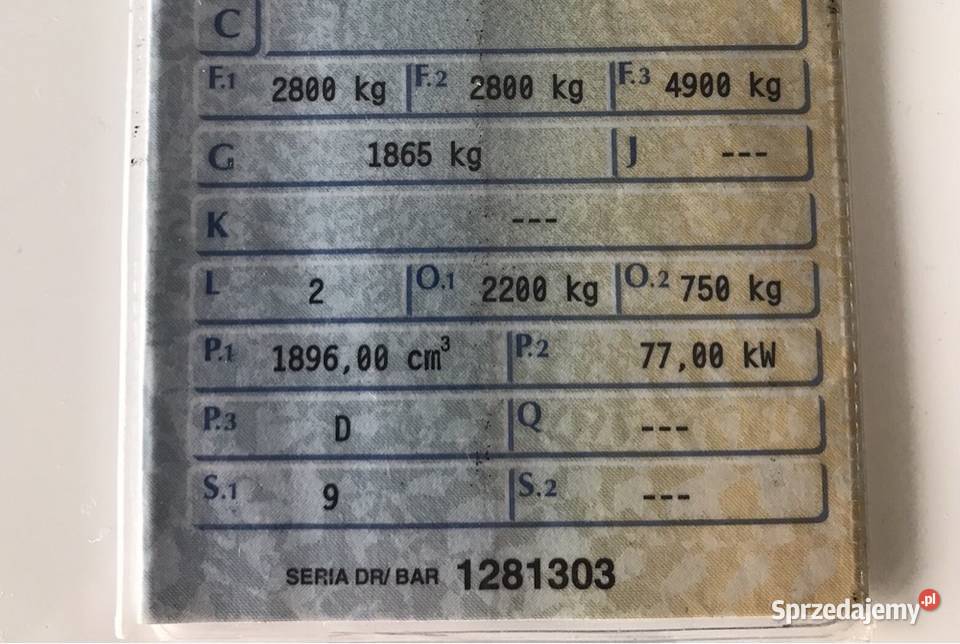 C
F.1 2800 kg F.2 2800 kg F.3 4900 kg
G 1865 kg J ---
K ---
L 2 O.1 2200 kg O.2 750 kg
P.1 1896,00 cm³ P.2 77,00 kW
P.3 D Q ---
S.1 9 S.2 ---
SERIA DR/ BAR 1281303
Sprzedajemy.pl